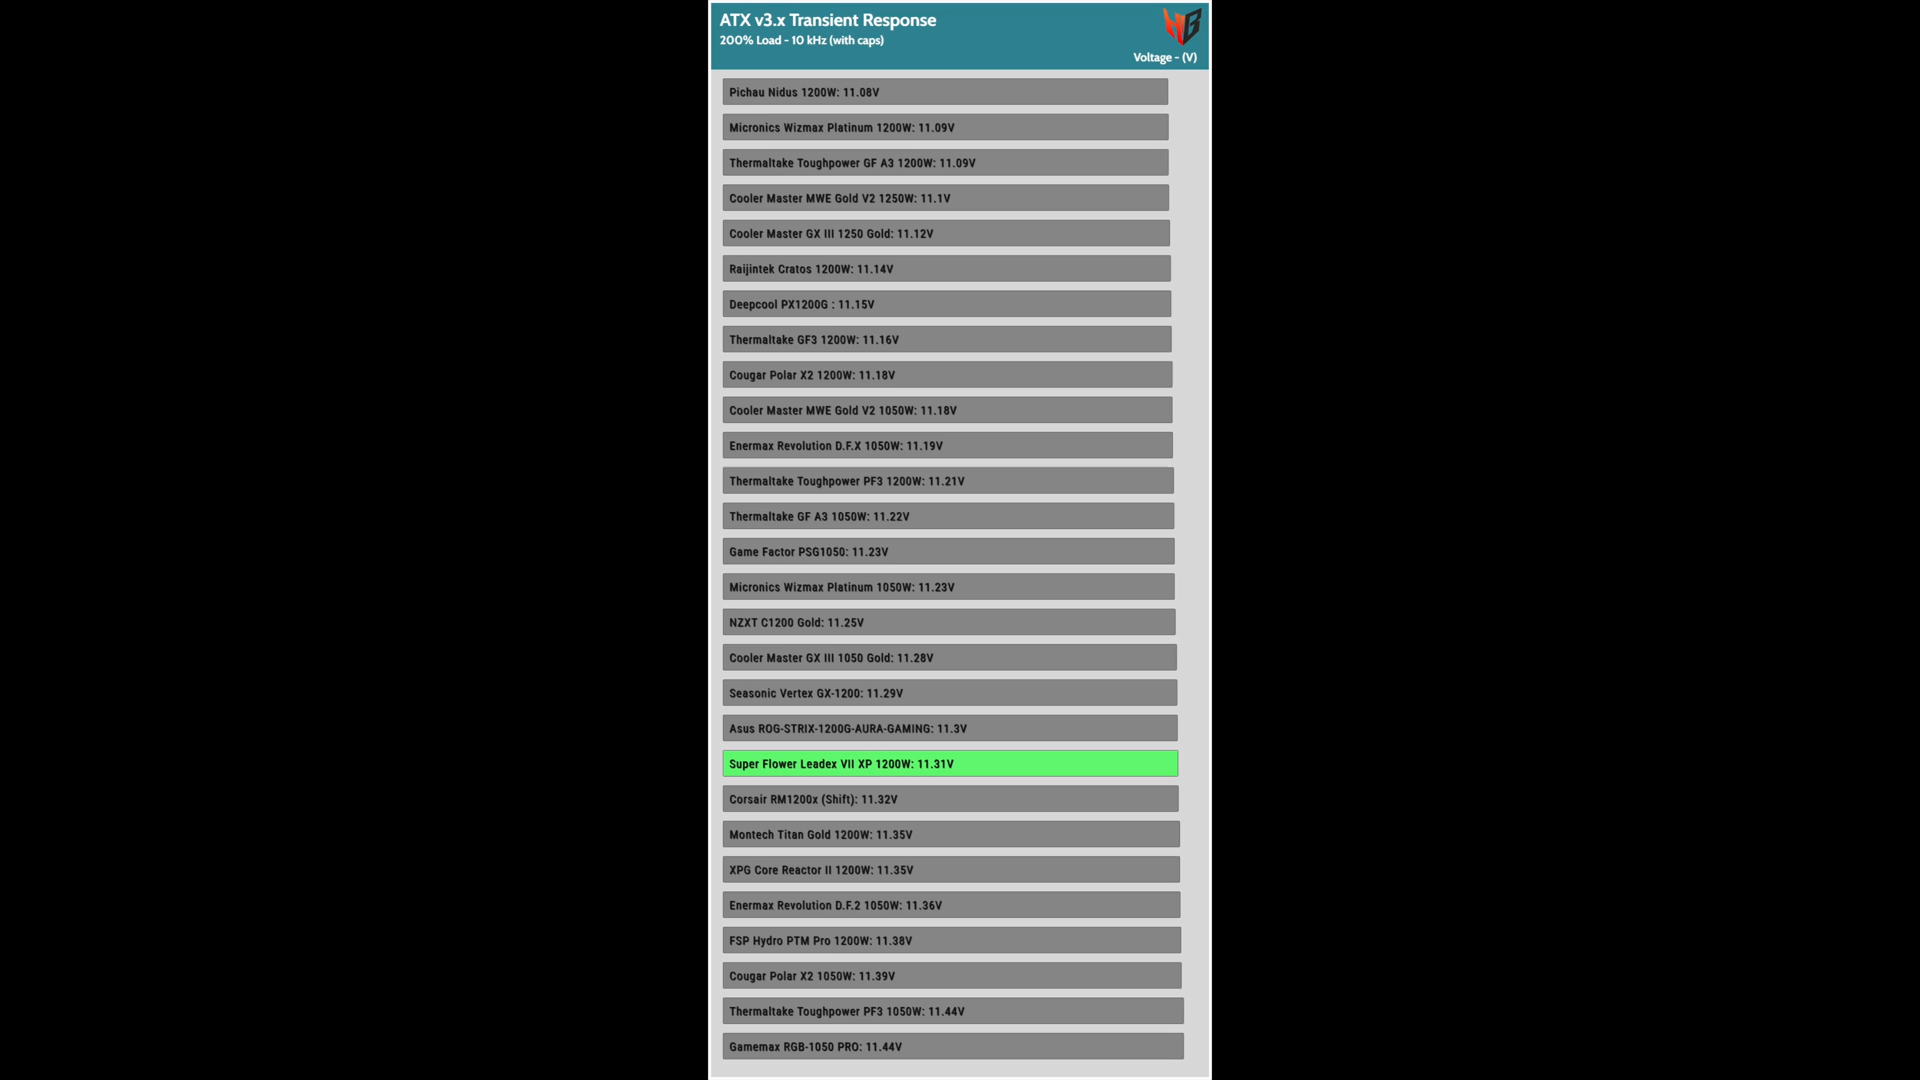 ATX v3.x Transient Response
200% Load - 10 kHz (with caps)
Voltage - (V)
Pichau Nidus 1200W: 11.08V
Micronics Wizmax Platinum 1200W: 11.09V
Thermaltake Toughpower GF A3 1200W: 11.09V
Cooler Master MWE Gold V2 1250W: 11.1V
Cooler Master GX III 1250 Gold: 11.12V
Raijintek Cratos 1200W: 11.14V
Deepcool PX1200G : 11.15V
Thermaltake GF3 1200W: 11.16V
Cougar Polar X2 1200W: 11.18V
Cooler Master MWE Gold V2 1050W: 11.18V
Enermax Revolution D.F.X 1050W: 11.19V
Thermaltake Toughpower PF3 1200W: 11.21V
Thermaltake GF A3 1050W: 11.22V
Game Factor PSG1050: 11.23V
Micronics Wizmax Platinum 1050W: 11.23V
NZXT C1200 Gold: 11.25V
Cooler Master GX III 1050 Gold: 11.28V
Seasonic Vertex GX-1200: 11.29V
Asus ROG-STRIX-1200G-AURA-GAMING: 11.3V
Super Flower Leadex VII XP 1200W: 11.31V
Corsair RM1200x (Shift): 11.32V
Montech Titan Gold 1200W: 11.35V
XPG Core Reactor II 1200W: 11.35V
Enermax Revolution D.F.2 1050W: 11.36V
FSP Hydro PTM Pro 1200W: 11.38V
Cougar Polar X2 1050W: 11.39V
Thermaltake Toughpower PF3 1050W: 11.44V
Gamemax RGB-1050 PRO: 11.44V